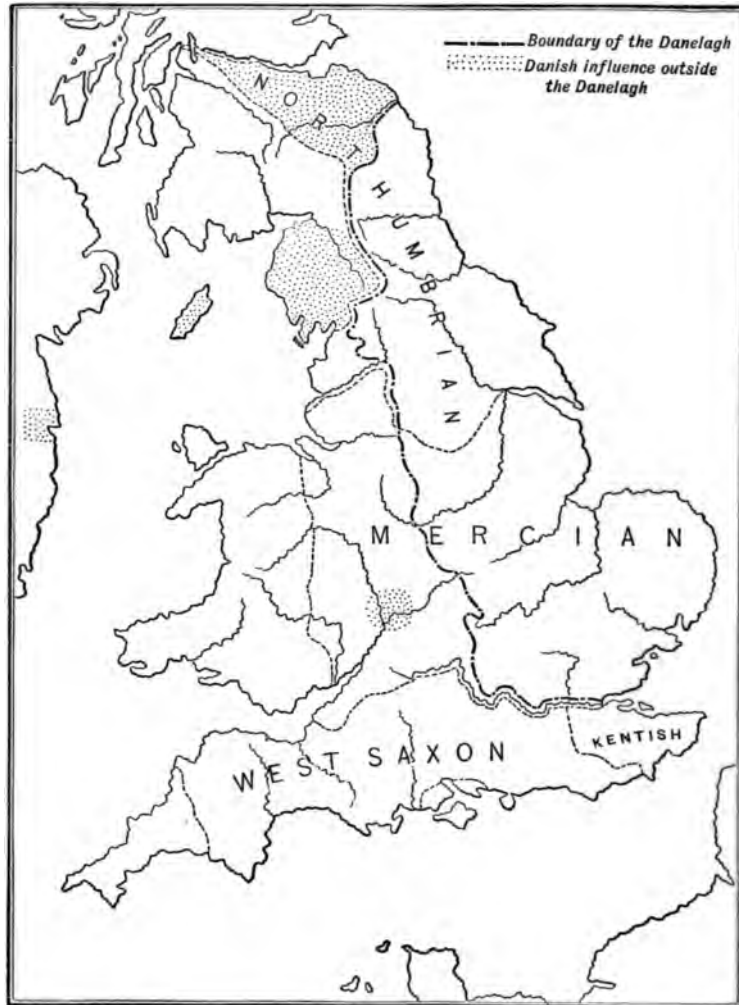 Boundary of the Danelagh
Danish influence outside
the Danelagh
NORTHUMBRIAN
MERCIAN
WEST SAXON
KENTISH